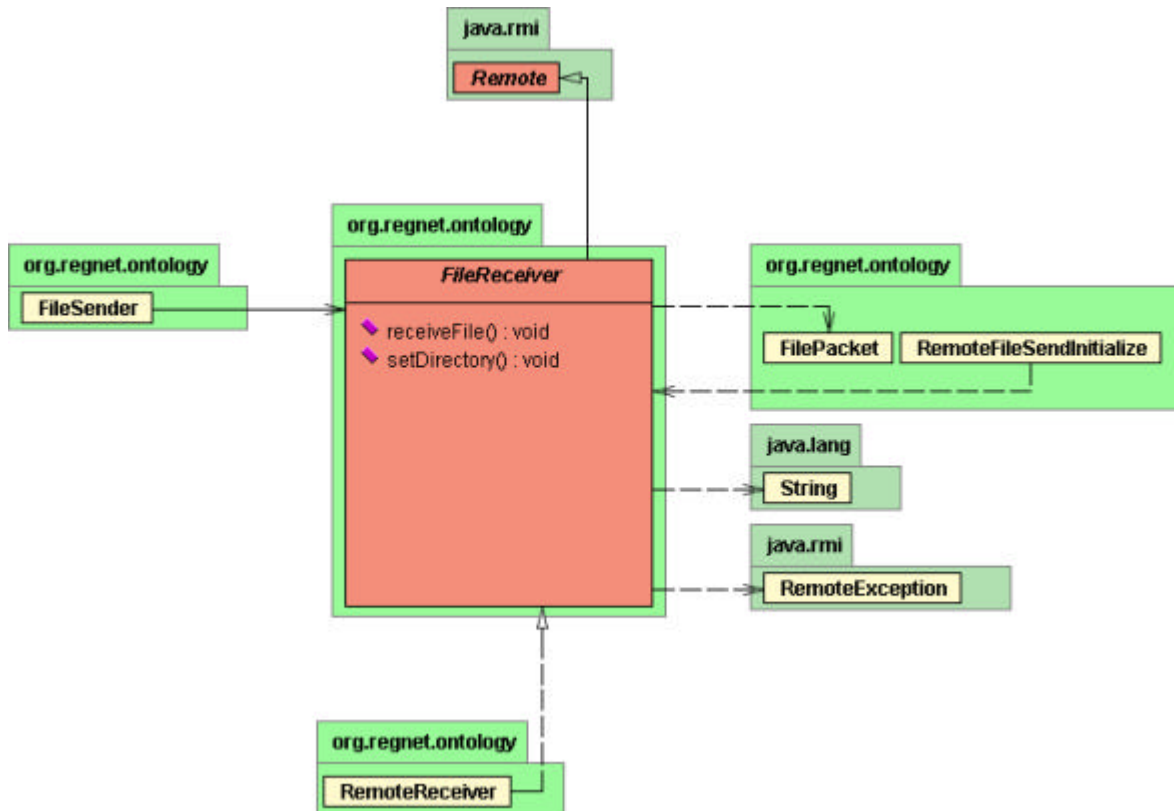 java.rmi
Remote
org.regnet.ontology
FileReceiver
receiveFile() : void
setDirectory() : void
org.regnet.ontology
FileSender
org.regnet.ontology
FilePacket
RemoteFileSendInitialize
java.lang
String
java.rmi
RemoteException
org.regnet.ontology
RemoteReceiver